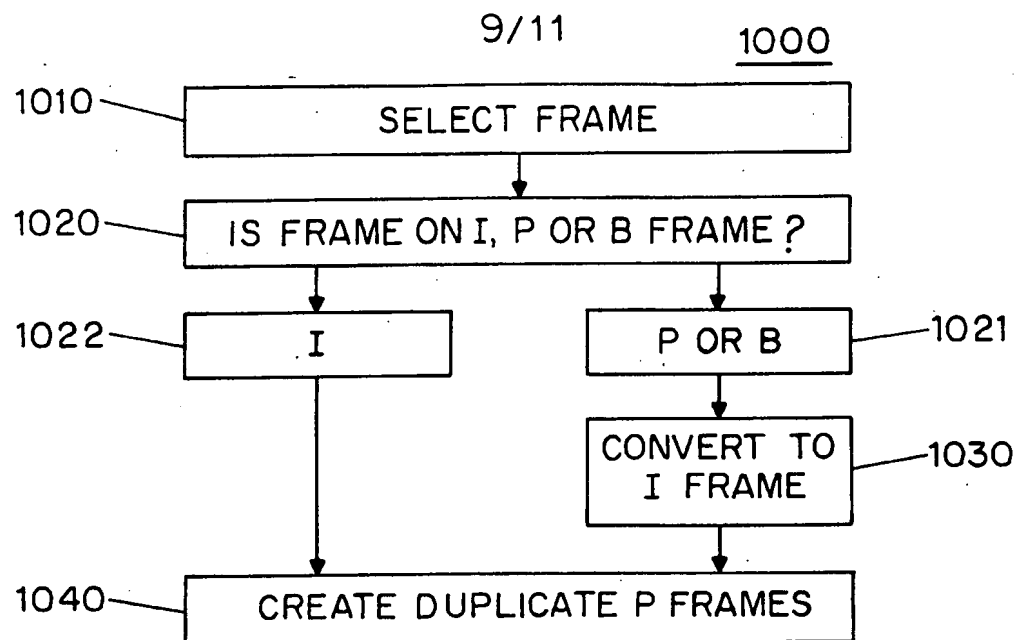 9/11
1000
1010
SELECT FRAME
1020
IS FRAME ON I, P OR B FRAME?
1022
I
P OR B
1021
CONVERT TO
I FRAME
1030
1040
CREATE DUPLICATE P FRAMES